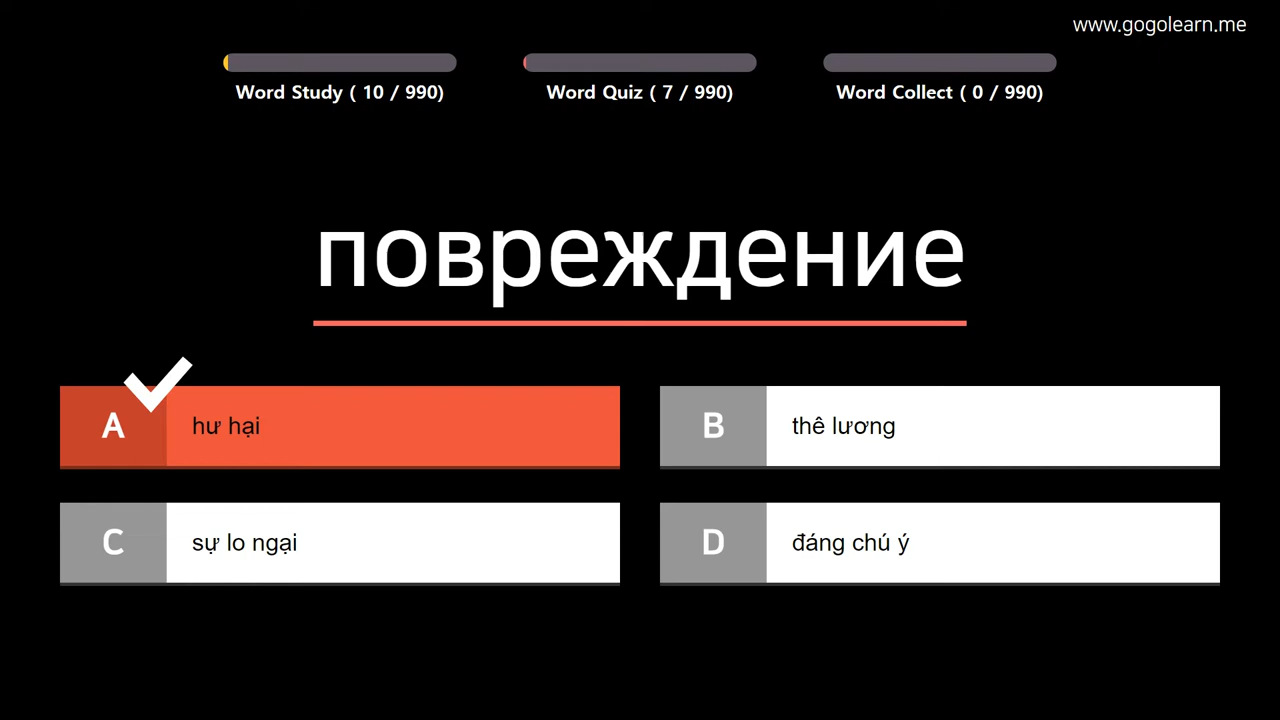 www.gogolearn.me
Word Study ( 10 / 990)
Word Quiz ( 7 / 990)
Word Collect ( 0 / 990)
повреждение
A hư hại
B thê lương
C sự lo ngại
D đáng chú ý